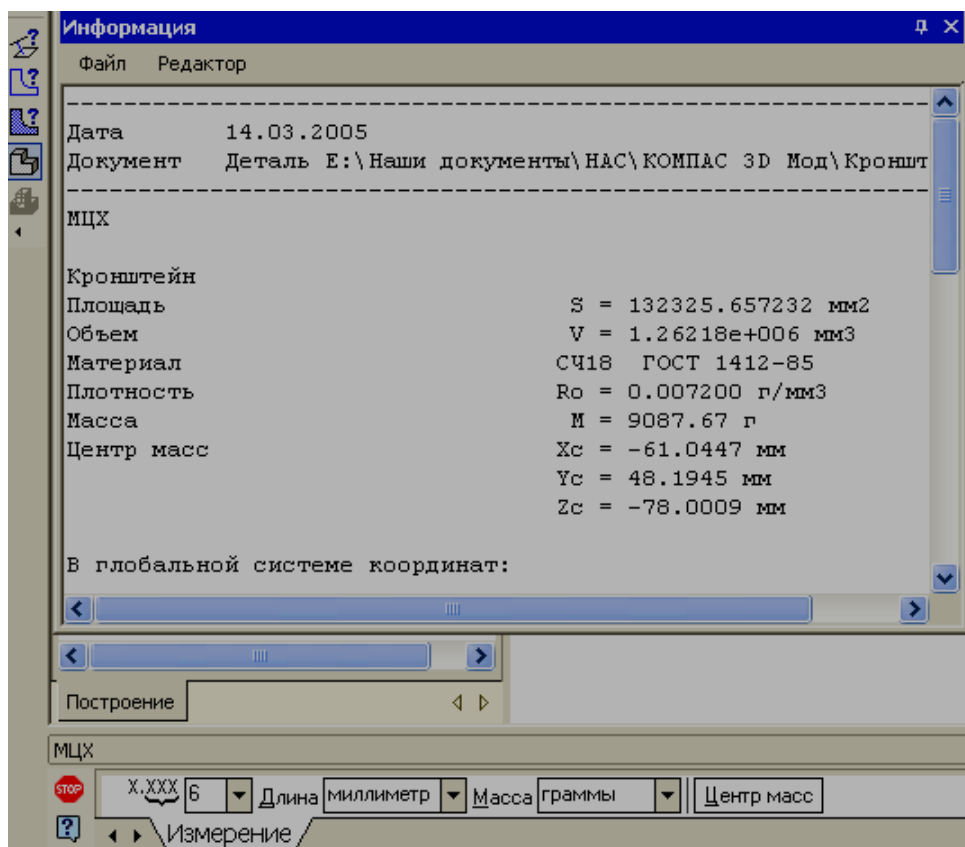 Информация
Файл Редактор
Дата 14.03.2005
Документ Деталь E:\Наши документы\НАС\КОМПАС 3D Мод\Кроншт
МЦХ
Кронштейн
Площадь S = 132325.657232 мм2
Объем V = 1.26218e+006 мм3
Материал СЧ18 ГОСТ 1412-85
Плотность Ro = 0.007200 г/мм3
Масса M = 9087.67 г
Центр масс Xc = -61.0447 мм
Yc = 48.1945 мм
Zc = -78.0009 мм
В глобальной системе координат:
Построение
МЦХ
STOP X.XXX 6 Длина миллиметр Масса граммы Центр масс
Измерение